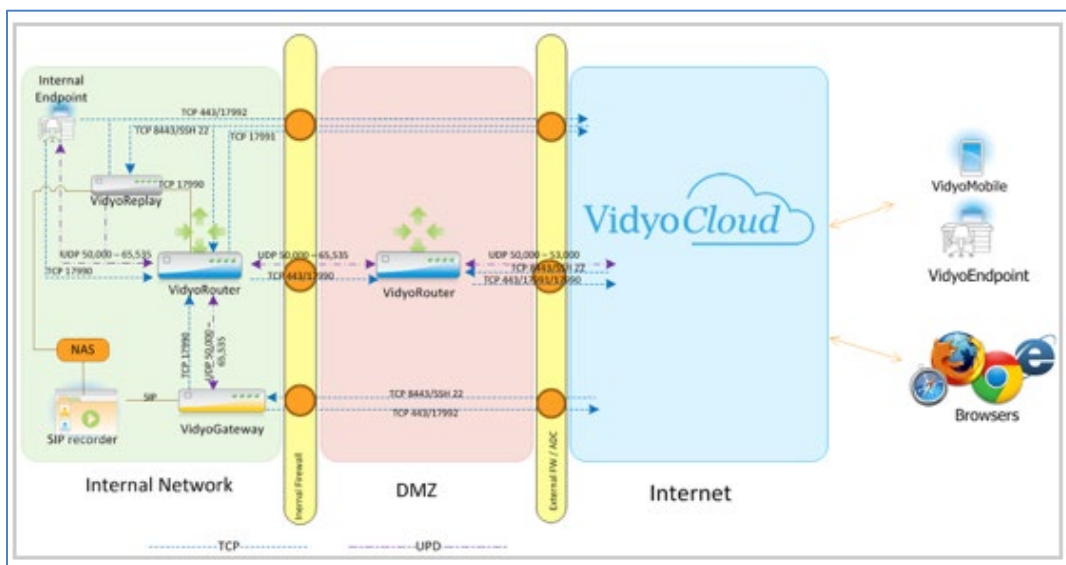 Internal
Endpoint
TCP 443/17992
TCP 8443/SSH 22
TCP 17991
TCP 17990
VidyoReplay
UDP 50,000 – 65,535
TCP 17990
VidyoRouter
UDP 50,000 – 65,535
TCP 443/17990
VidyoRouter
UDP 50,000 – 53,000
TCP 8443/SSH 22
TCP 443/17991/17990
VidyoCloud
VidyoMobile
VidyoEndpoint
Browsers
TCP 17990
UDP 50,000 –
65,535
NAS
SIP
SIP recorder
VidyoGateway
TCP 8443/SSH 22
TCP 443/17992
Inernal Firewall
External FW / ADC
Internal Network
DMZ
Internet
TCP
UPD